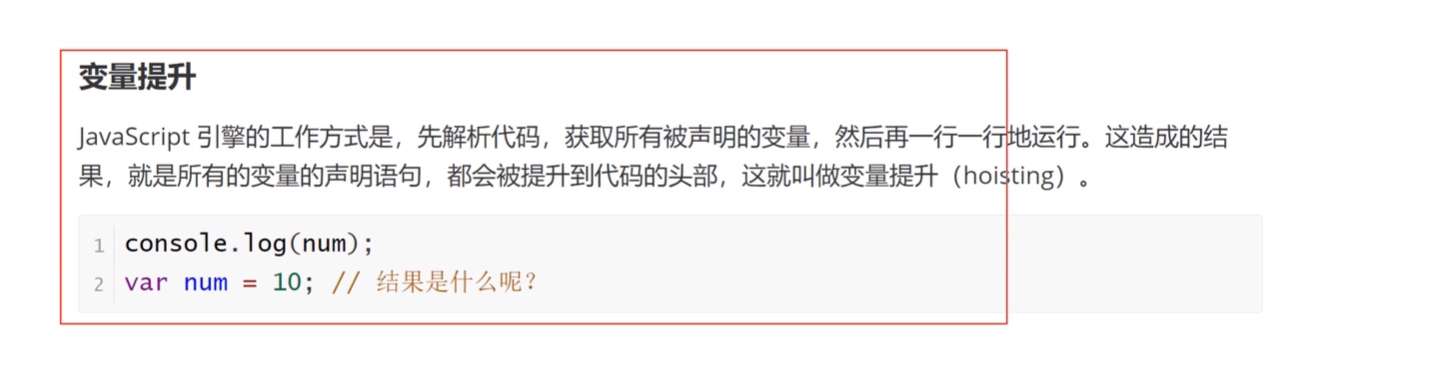 变量提升
JavaScript 引擎的工作方式是，先解析代码，获取所有被声明的变量，然后再一行一行地运行。这造成的结
果，就是所有的变量的声明语句，都会被提升到代码的头部，这就叫做变量提升（hoisting）。
1 console.log(num);
2 var num = 10; // 结果是什么呢？